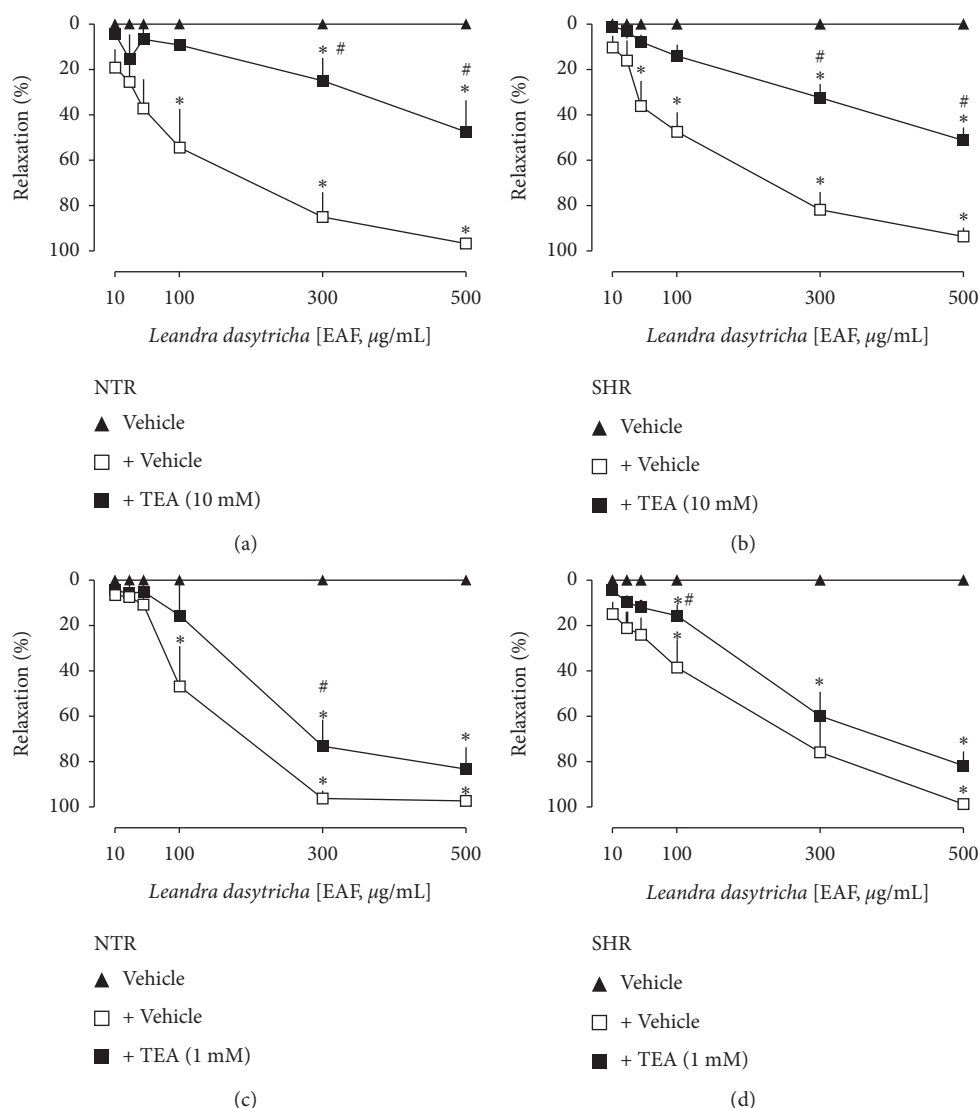 0
20
40
60
80
100
Relaxation (%)
* # # *
* * *
10 100 300 500
Leandra dasytricha [EAF, μg/mL]
NTR
▲ Vehicle
□ + Vehicle
■ + TEA (10 mM)
(a)
0
20
40
60
80
100
Relaxation (%)
# * # *
* * * *
10 100 300 500
Leandra dasytricha [EAF, μg/mL]
SHR
▲ Vehicle
□ + Vehicle
■ + TEA (10 mM)
(b)
0
20
40
60
80
100
Relaxation (%)
# * *
* * *
10 100 300 500
Leandra dasytricha [EAF, μg/mL]
NTR
▲ Vehicle
□ + Vehicle
■ + TEA (1 mM)
(c)
0
20
40
60
80
100
Relaxation (%)
*# * *
* *
10 100 300 500
Leandra dasytricha [EAF, μg/mL]
SHR
▲ Vehicle
□ + Vehicle
■ + TEA (1 mM)
(d)